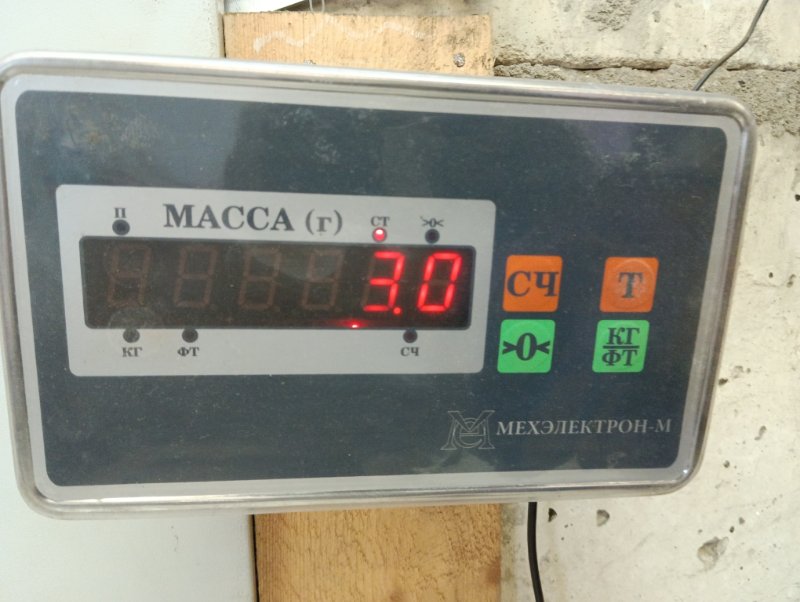 П
МАССА (г)
СТ
>0<
3.0
КГ
ФТ
СЧ
СЧ
Т
>0<
КГ
ФТ
МЕХЭЛЕКТРОН-М